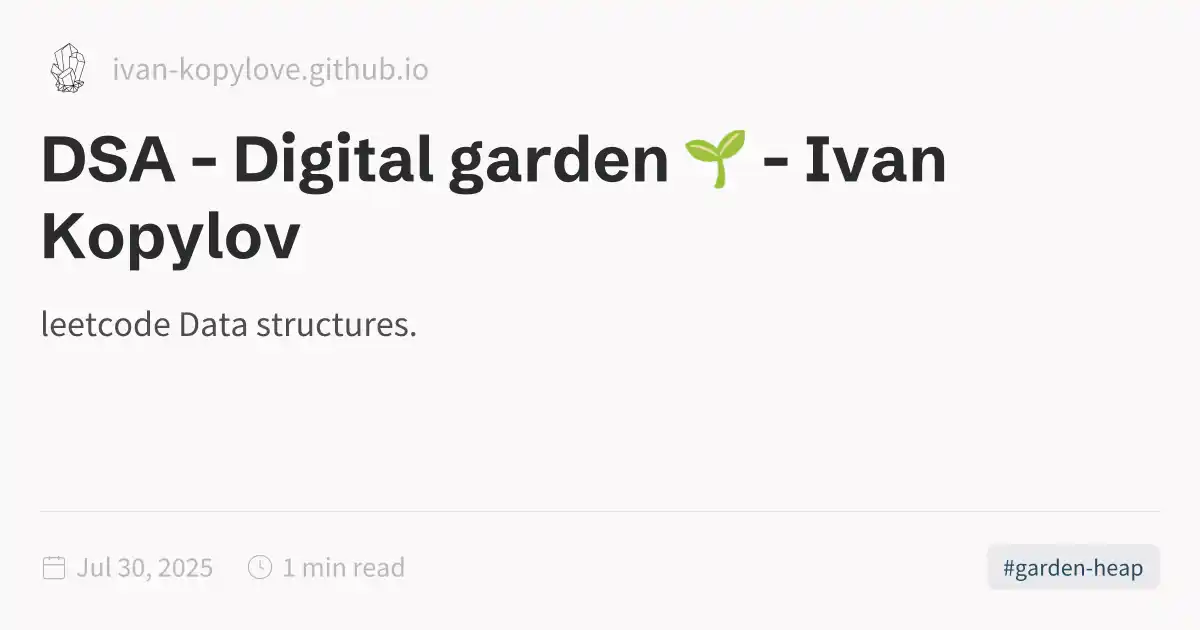 ivan-kopylove.github.io
DSA - Digital garden 🌱 - Ivan
Kopylov
leetcode Data structures.
Jul 30, 2025 1 min read #garden-heap